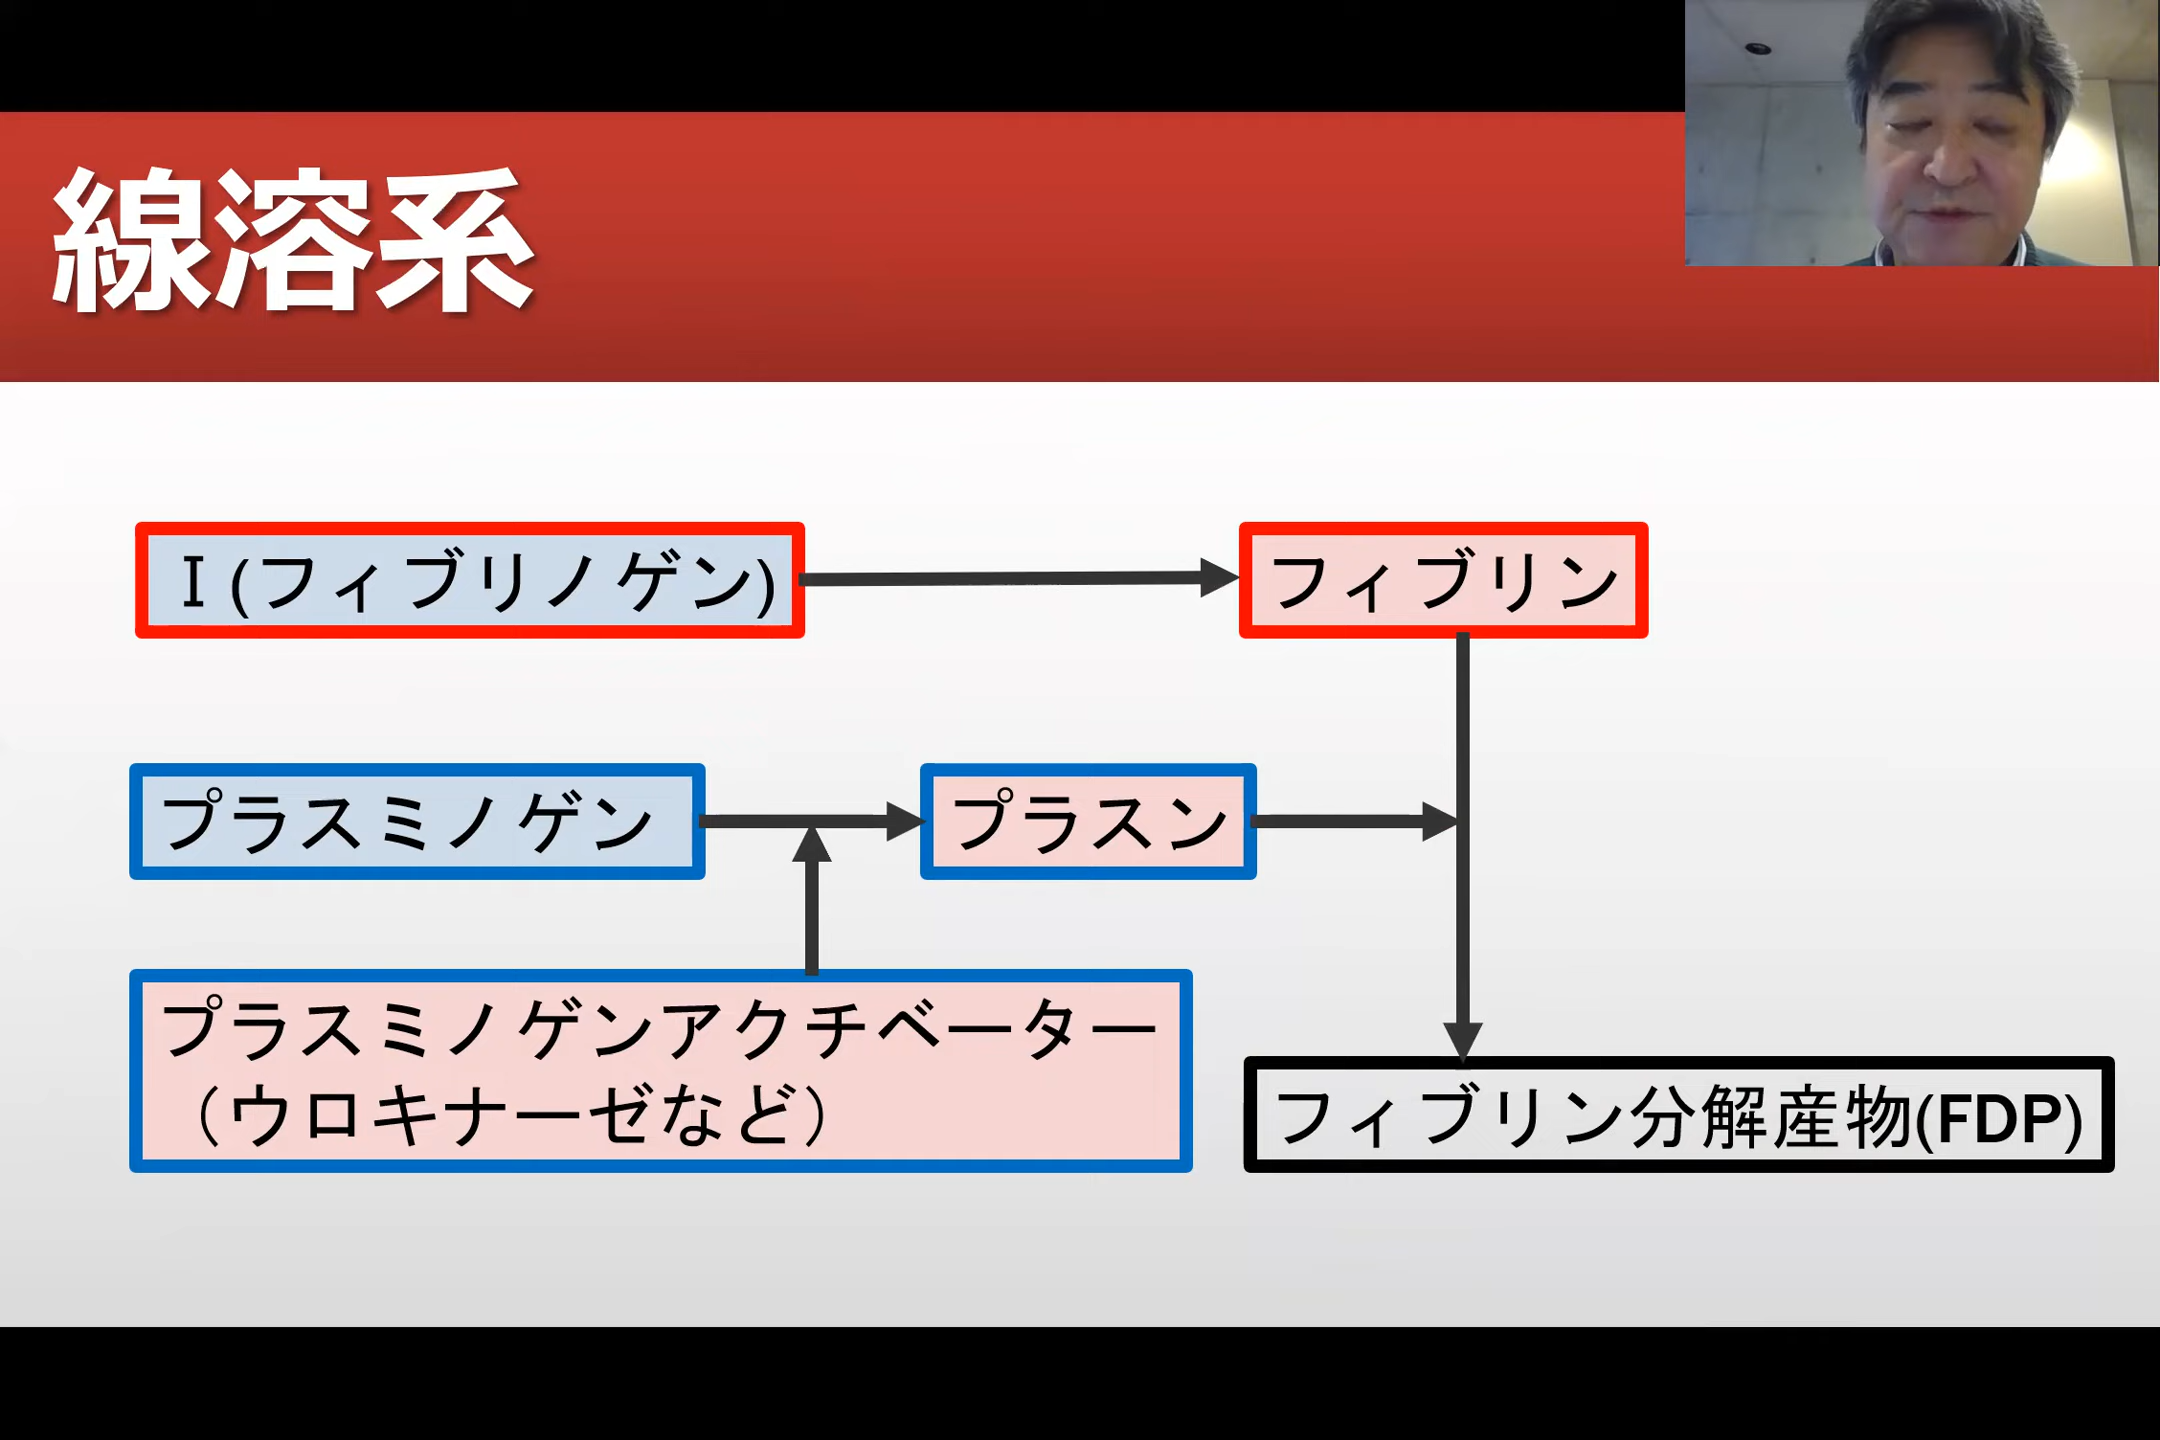 線溶系
Ⅰ(フィブリノゲン)
フィブリン
プラスミノゲン
プラスン
プラスミノゲンアクチベーター
（ウロキナーゼなど）
フィブリン分解産物(FDP)